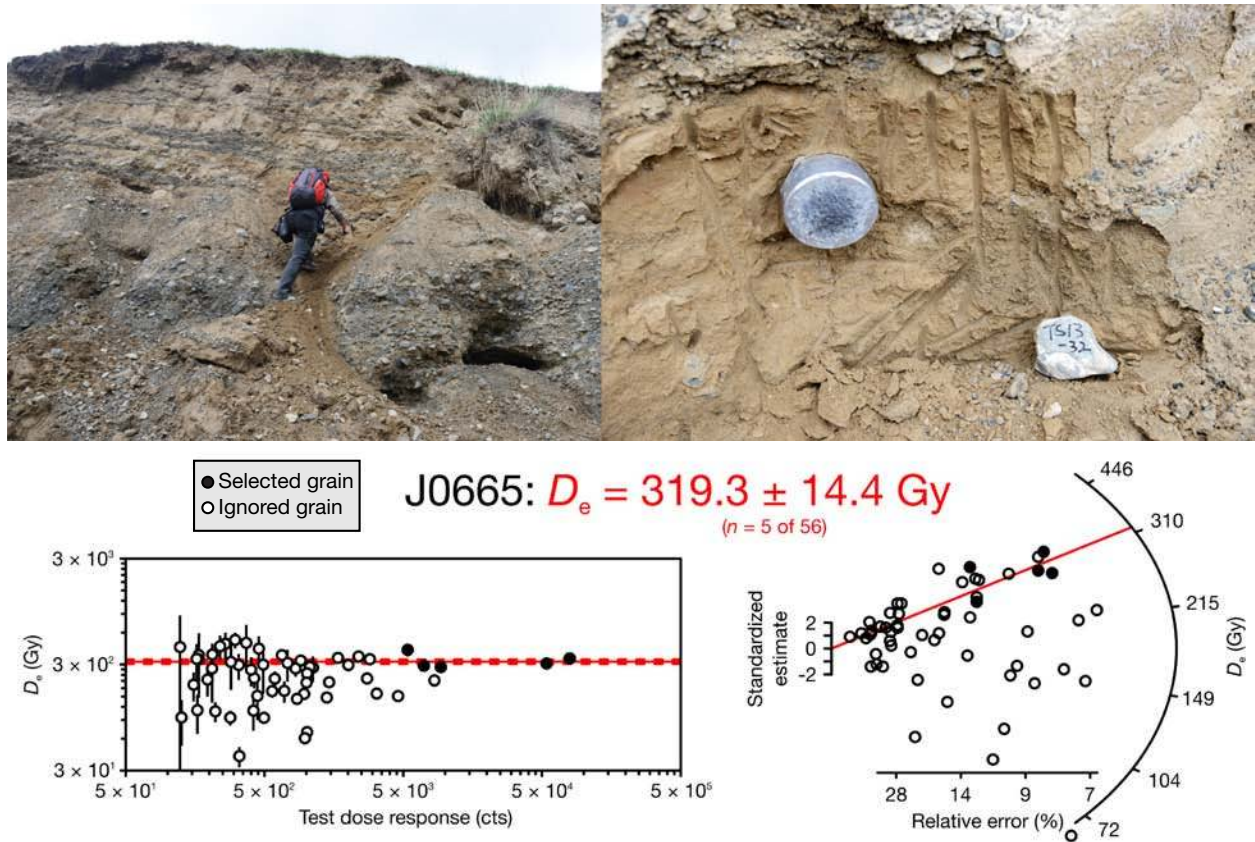 TS13
-32
● Selected grain
○ Ignored grain
J0665: Dₑ = 319.3 ± 14.4 Gy
(n = 5 of 56)
3 × 10³
3 × 10²
3 × 10¹
Dₑ (Gy)
5 × 10¹
5 × 10²
5 × 10³
5 × 10⁴
5 × 10⁵
Test dose response (cts)
Standardized
estimate
2
0
-2
28
14
9
7
Relative error (%)
446
310
215
149
104
72
Dₑ (Gy)